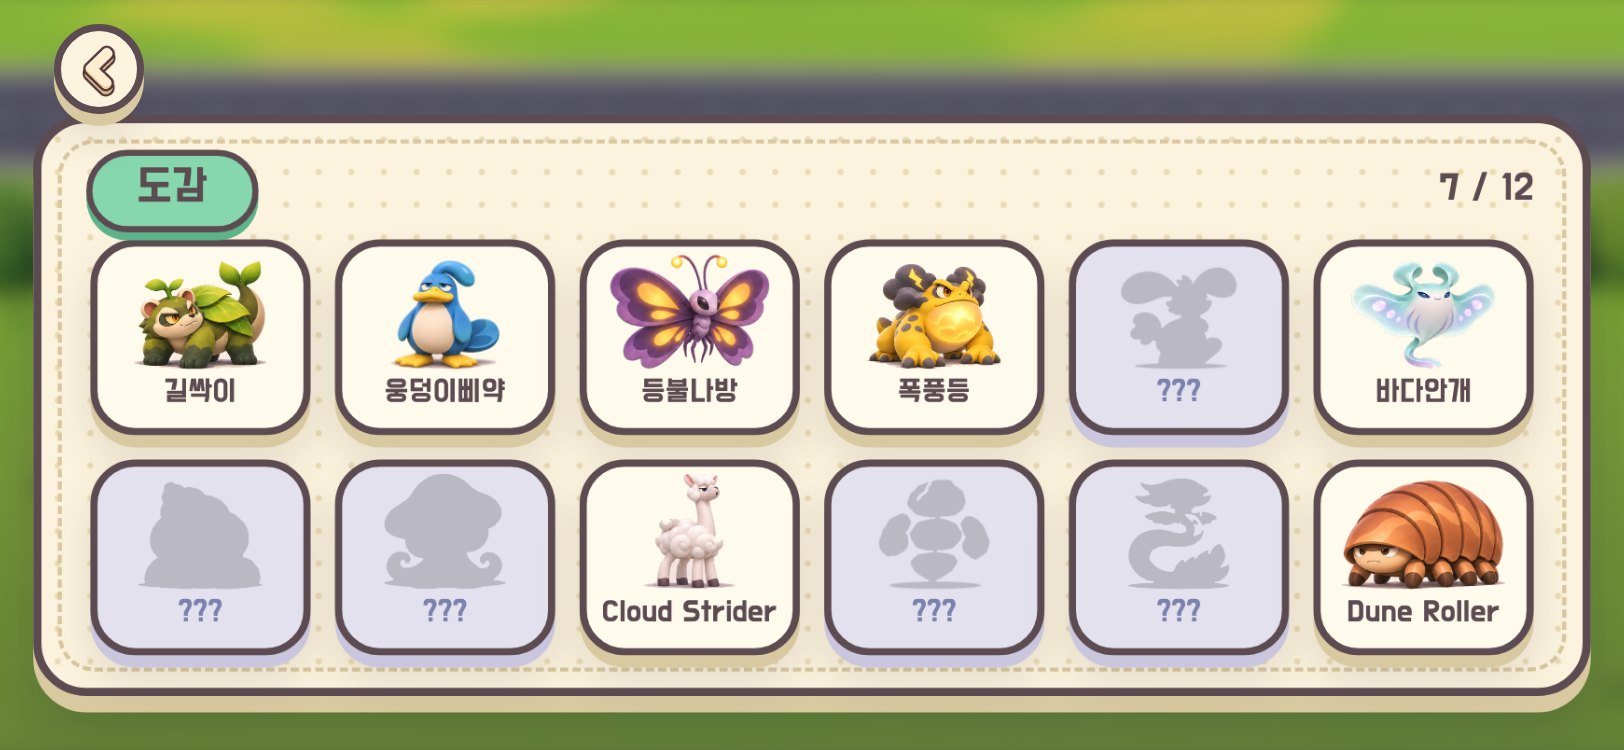 도감
7 / 12
길싹이
웅덩이삐약
등불나방
폭풍등
???
바다안개
???
???
Cloud Strider
???
???
Dune Roller